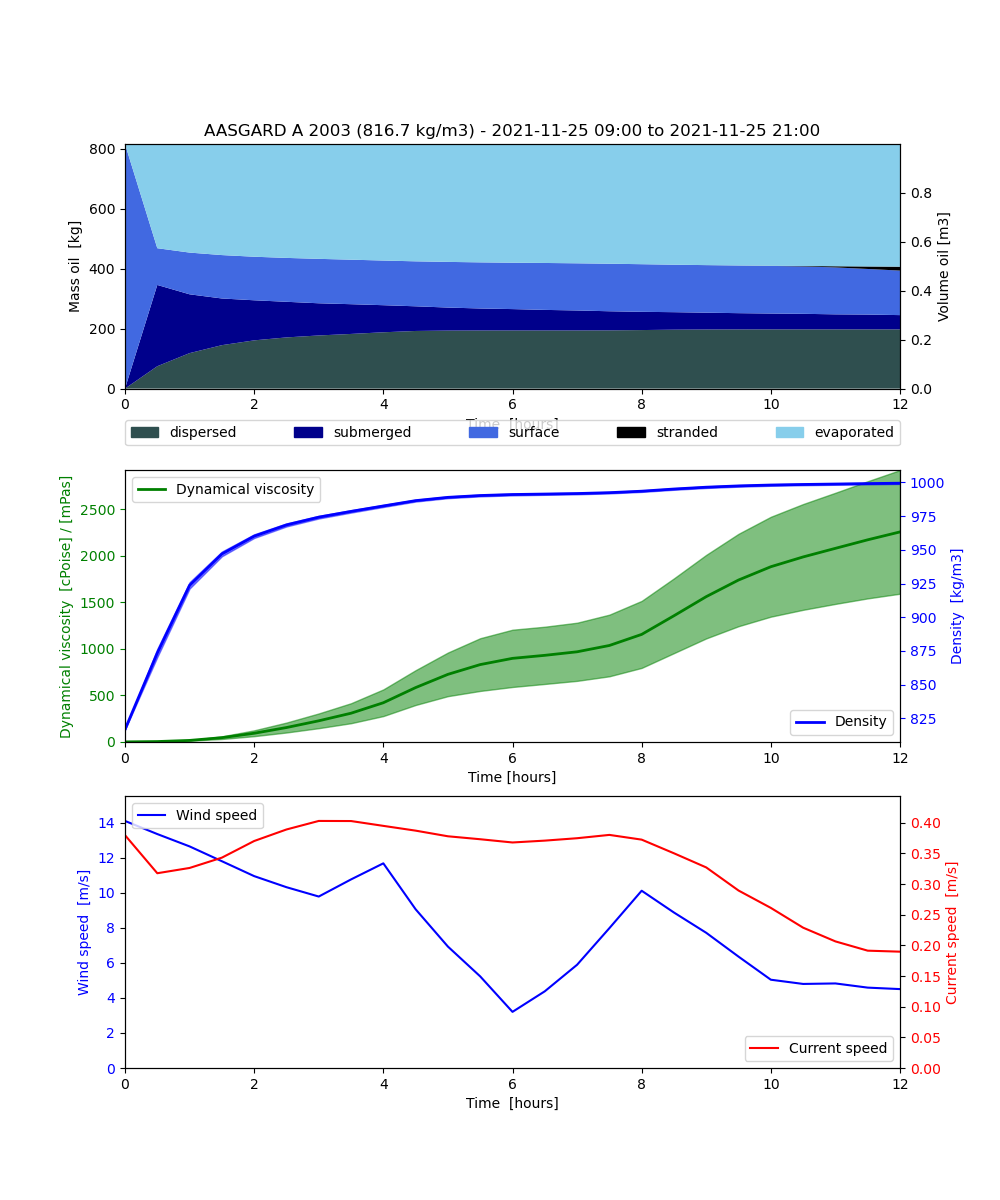 AASGARD A 2003 (816.7 kg/m3) - 2021-11-25 09:00 to 2021-11-25 21:00
Mass oil [kg]
800
600
400
200
0
Volume oil [m3]
0.8
0.6
0.4
0.2
0.0
0 2 4 6 8 10 12
Time [hours]
dispersed submerged surface stranded evaporated
Dynamical viscosity
Dynamical viscosity [cPoise] / [mPas]
2500
2000
1500
1000
500
0
Density [kg/m3]
1000
975
950
925
900
875
850
825
Density
0 2 4 6 8 10 12
Time [hours]
Wind speed
Wind speed [m/s]
14
12
10
8
6
4
2
0
Current speed [m/s]
0.40
0.35
0.30
0.25
0.20
0.15
0.10
0.05
0.00
Current speed
0 2 4 6 8 10 12
Time [hours]